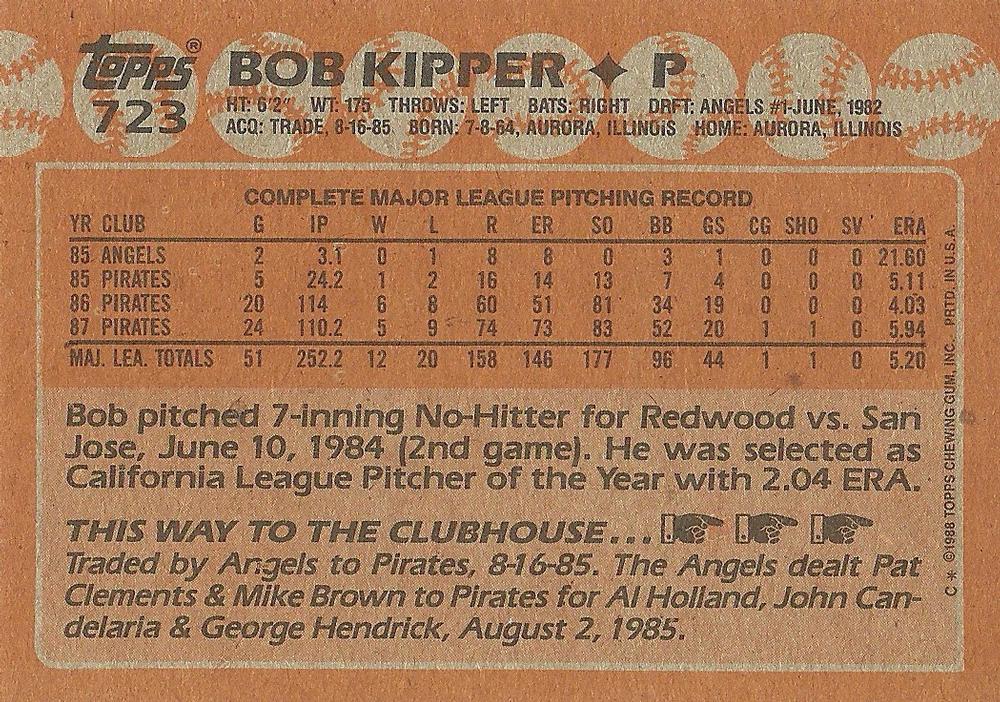 topps® BOB KIPPER ✦ P
723
HT: 6'2" WT: 175 THROWS: LEFT BATS: RIGHT DRFT: ANGELS #1-JUNE, 1982
ACQ: TRADE, 8-16-85 BORN: 7-8-64, AURORA, ILLINOIS HOME: AURORA, ILLINOIS
COMPLETE MAJOR LEAGUE PITCHING RECORD
YR CLUB G IP W L R ER SO BB GS CG SHO SV ERA
85 ANGELS 2 3.1 0 1 8 8 0 3 1 0 0 0 21.60
85 PIRATES 5 24.2 1 2 16 14 13 7 4 0 0 0 5.11
86 PIRATES 20 114 6 8 60 51 81 34 19 0 0 0 4.03
87 PIRATES 24 110.2 5 9 74 73 83 52 20 1 1 0 5.94
MAJ. LEA. TOTALS 51 252.2 12 20 158 146 177 96 44 1 1 0 5.20
Bob pitched 7-inning No-Hitter for Redwood vs. San
Jose, June 10, 1984 (2nd game). He was selected as
California League Pitcher of the Year with 2.04 ERA.
THIS WAY TO THE CLUBHOUSE...
Traded by Angels to Pirates, 8-16-85. The Angels dealt Pat
Clements & Mike Brown to Pirates for Al Holland, John Can-
delaria & George Hendrick, August 2, 1985.
C * ©1988 TOPPS CHEWING GUM, INC. PRTD. IN U.S.A.